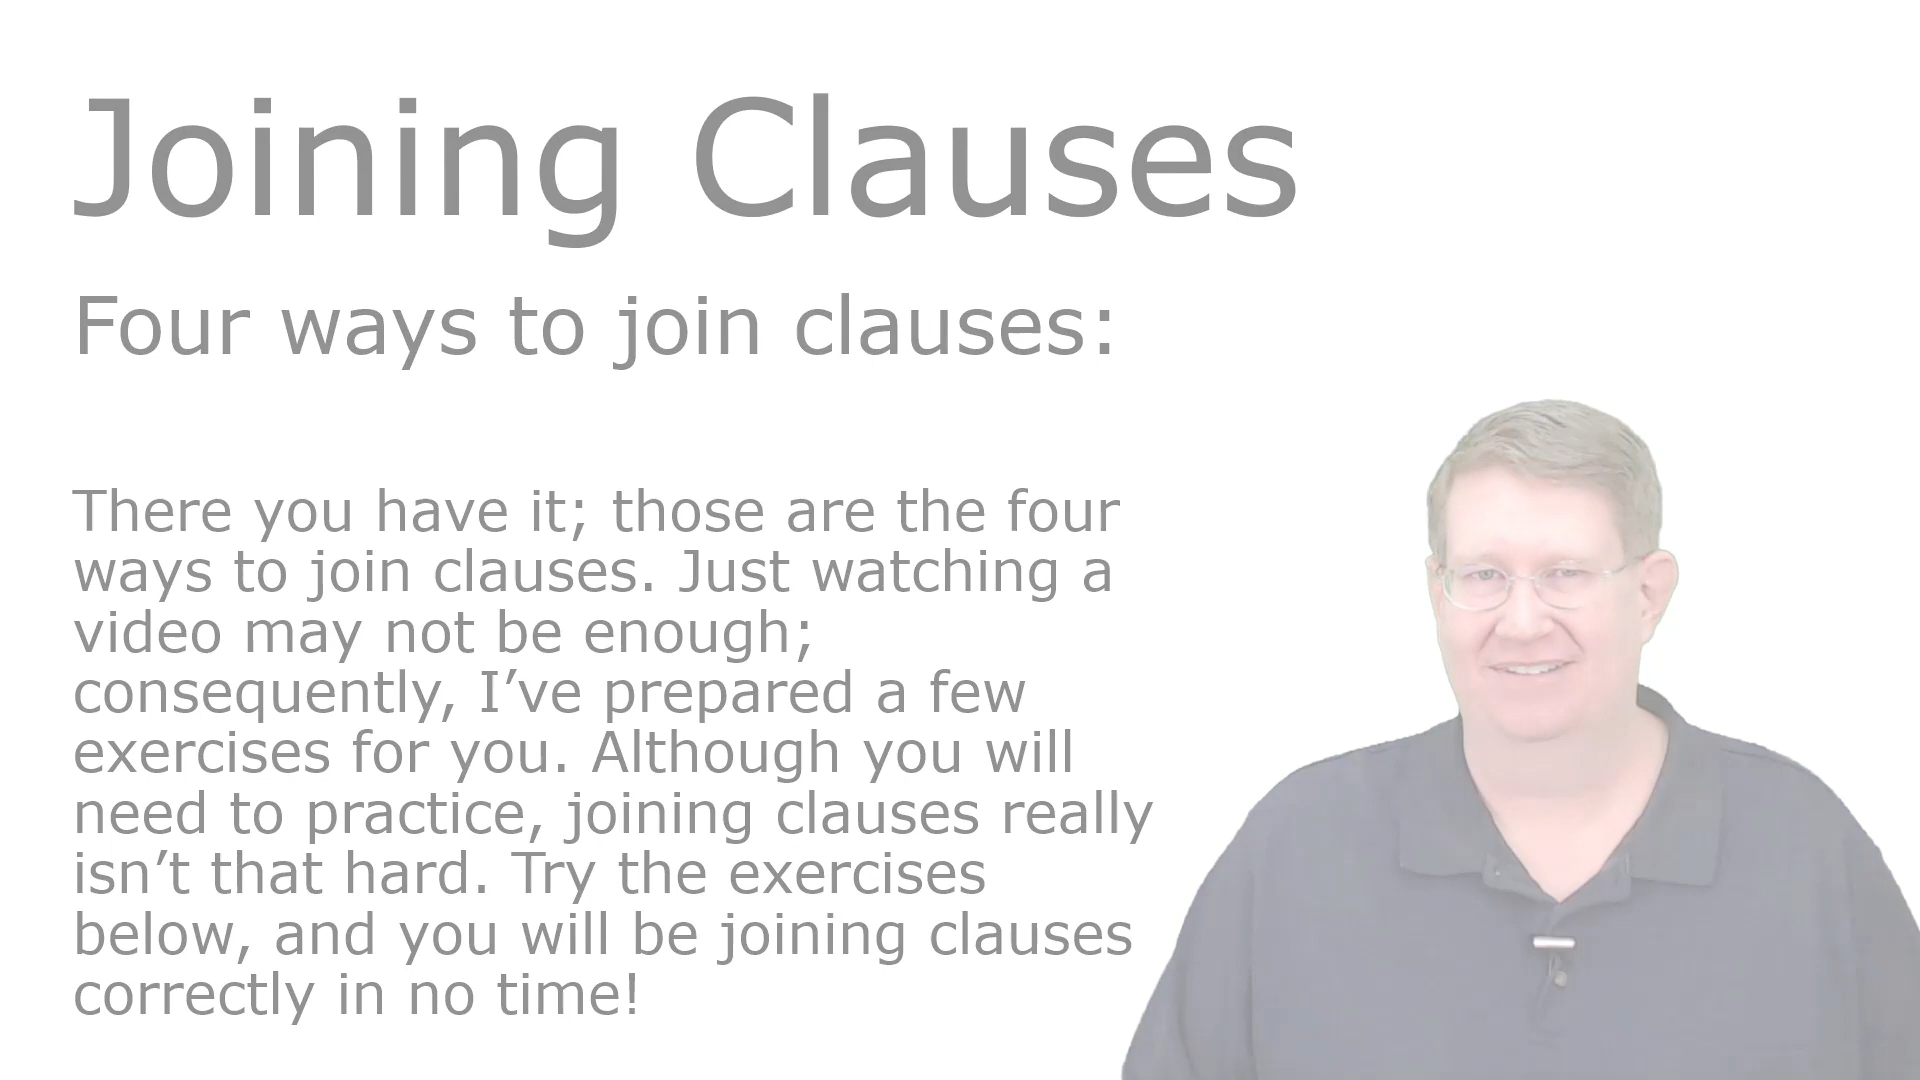 Joining Clauses
Four ways to join clauses:
There you have it; those are the four
ways to join clauses. Just watching a
video may not be enough;
consequently, I’ve prepared a few
exercises for you. Although you will
need to practice, joining clauses really
isn’t that hard. Try the exercises
below, and you will be joining clauses
correctly in no time!